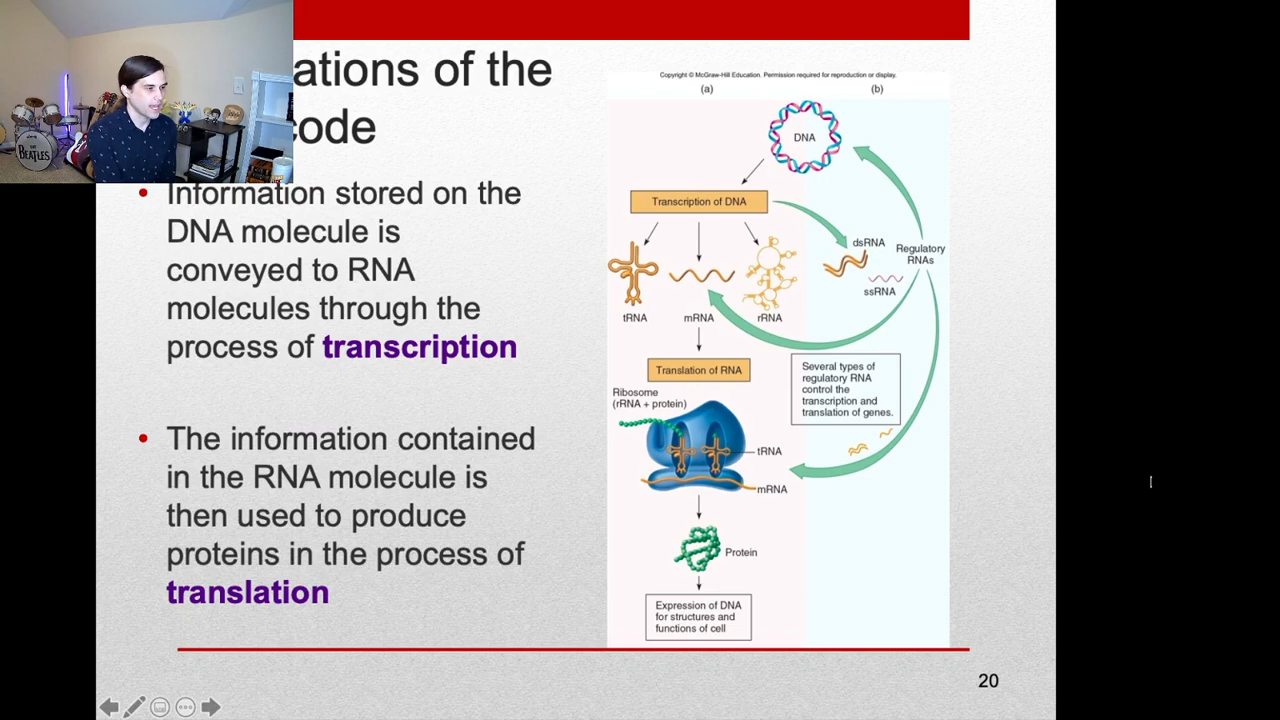 ations of the
code
• Information stored on the
DNA molecule is
conveyed to RNA
molecules through the
process of transcription
• The information contained
in the RNA molecule is
then used to produce
proteins in the process of
translation
Copyright © McGraw-Hill Education. Permission required for reproduction or display.
(a)
(b)
DNA
Transcription of DNA
dsRNA
Regulatory
RNAs
ssRNA
tRNA
mRNA
rRNA
Translation of RNA
Several types of
regulatory RNA
control the
transcription and
translation of genes.
Ribosome
(rRNA + protein)
tRNA
mRNA
Protein
Expression of DNA
for structures and
functions of cell
20
THE
BEATLES